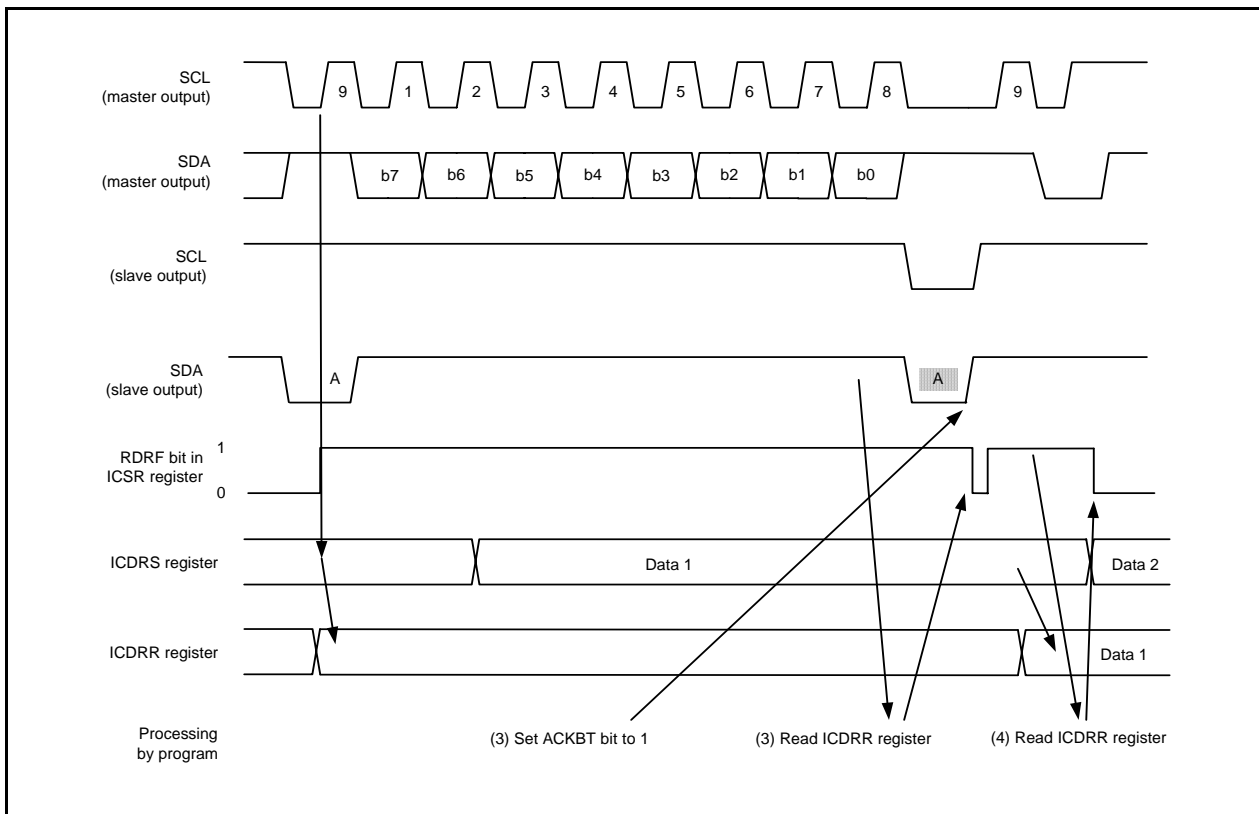 SCL
(master output)
9 1 2 3 4 5 6 7 8 9
SDA
(master output)
b7 b6 b5 b4 b3 b2 b1 b0
SCL
(slave output)
SDA
(slave output)
A A
RDRF bit in
ICSR register
1
0
ICDRS register
Data 1 Data 2
ICDRR register
Data 1
Processing
by program
(3) Set ACKBT bit to 1 (3) Read ICDRR register (4) Read ICDRR register